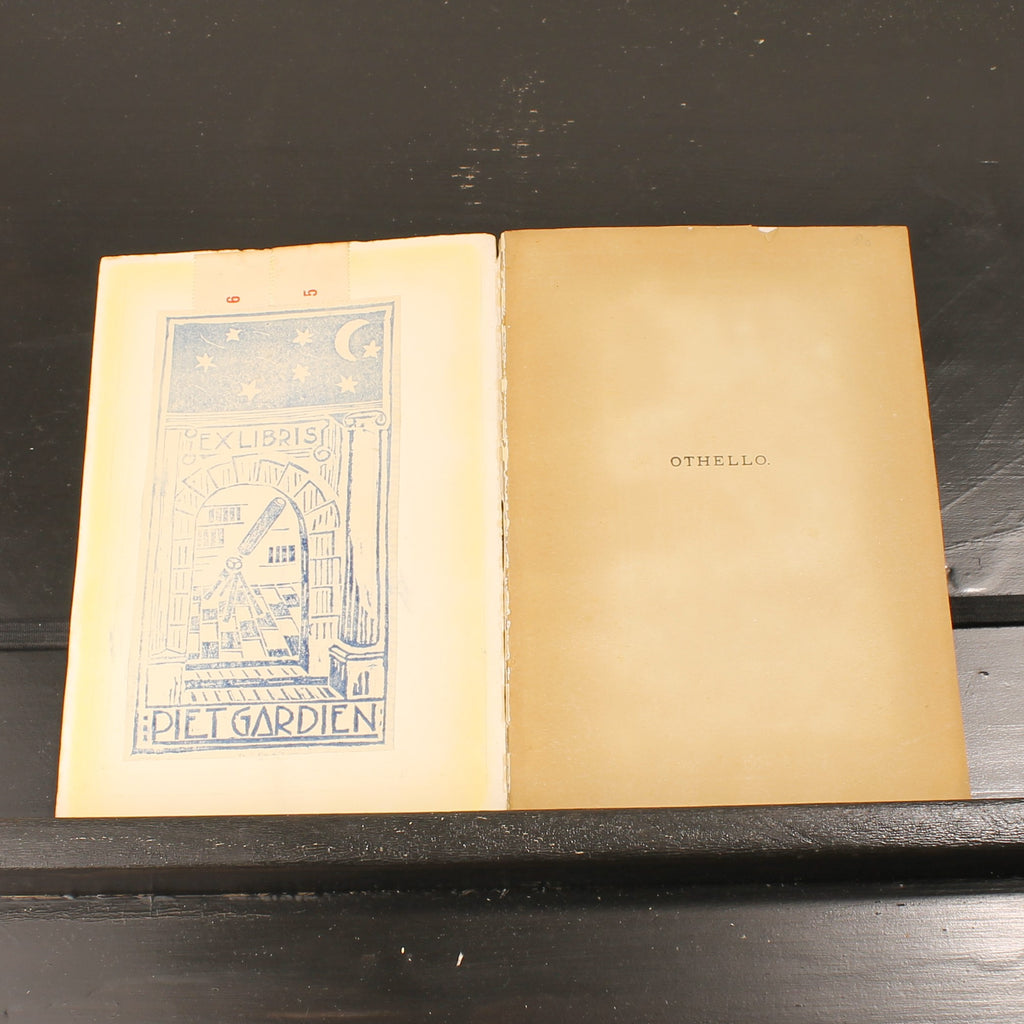 6
5
EX LIBRIS
PIET GARDIEN
OTHELLO.